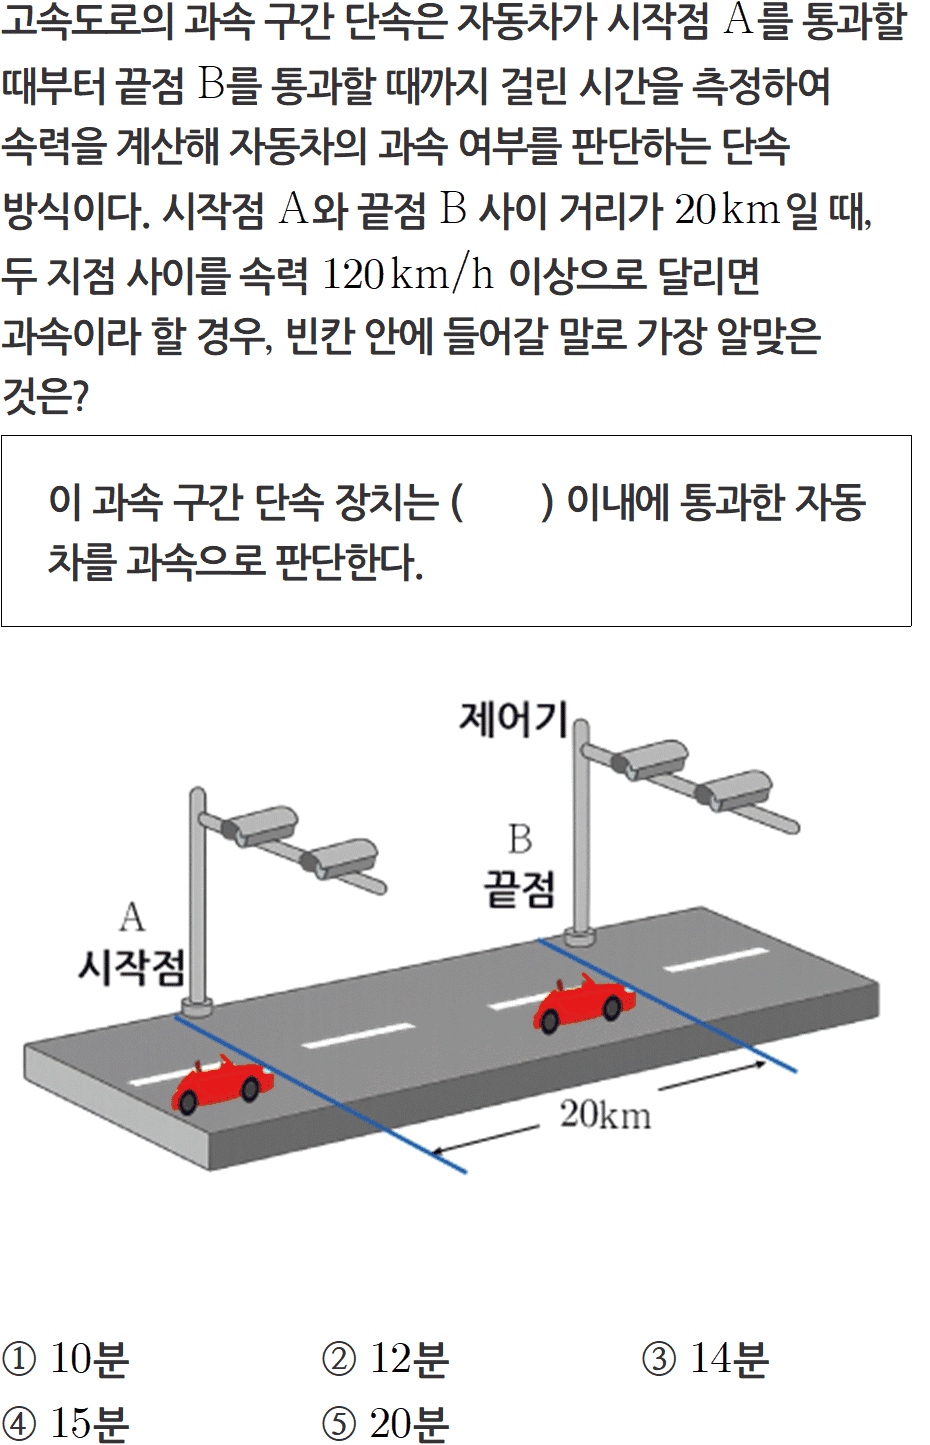 고속도로의 과속 구간 단속은 자동차가 시작점 A를 통과할
때부터 끝점 B를 통과할 때까지 걸린 시간을 측정하여
속력을 계산해 자동차의 과속 여부를 판단하는 단속
방식이다. 시작점 A와 끝점 B 사이 거리가 20km일 때,
두 지점 사이를 속력 120km/h 이상으로 달리면
과속이라 할 경우, 빈칸 안에 들어갈 말로 가장 알맞은
것은?
이 과속 구간 단속 장치는 (      ) 이내에 통과한 자동
차를 과속으로 판단한다.
제어기
B
끝점
A
시작점
20km
① 10분 ② 12분 ③ 14분
④ 15분 ⑤ 20분